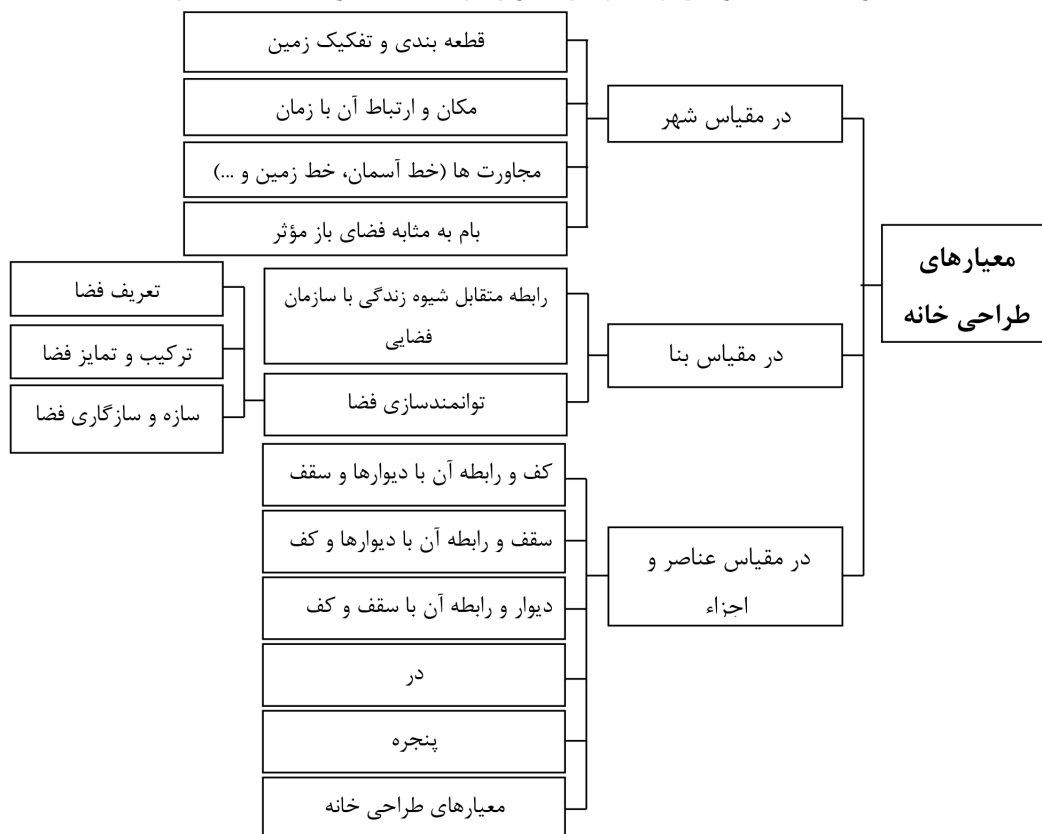 معیارهای
طراحی خانه
در مقیاس شهر
قطعه بندی و تفکیک زمین
مکان و ارتباط آن با زمان
مجاورت ها (خط آسمان، خط زمین و ...)
بام به مثابه فضای باز مؤثر
در مقیاس بنا
رابطه متقابل شیوه زندگی با سازمان
فضایی
توانمندسازی فضا
تعریف فضا
ترکیب و تمایز فضا
سازه و سازگاری فضا
در مقیاس عناصر و
اجزاء
کف و رابطه آن با دیوارها و سقف
سقف و رابطه آن با دیوارها و کف
دیوار و رابطه آن با سقف و کف
در
پنجره
معیارهای طراحی خانه